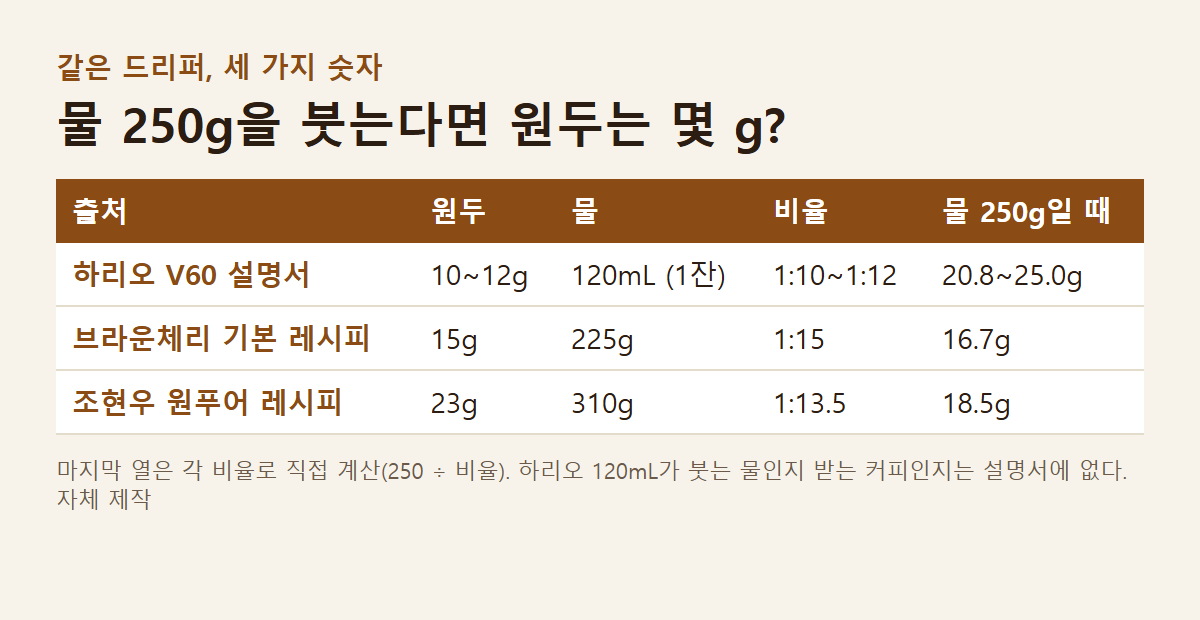 같은 드리퍼, 세 가지 숫자
물 250g을 붓는다면 원두는 몇 g?
출처 원두 물 비율 물 250g일 때
하리오 V60 설명서 10~12g 120mL (1잔) 1:10~1:12 20.8~25.0g
브라운체리 기본 레시피 15g 225g 1:15 16.7g
조현우 원푸어 레시피 23g 310g 1:13.5 18.5g
마지막 열은 각 비율로 직접 계산(250 ÷ 비율). 하리오 120mL가 붓는 물인지 받는 커피인지는 설명서에 없다.
자체 제작